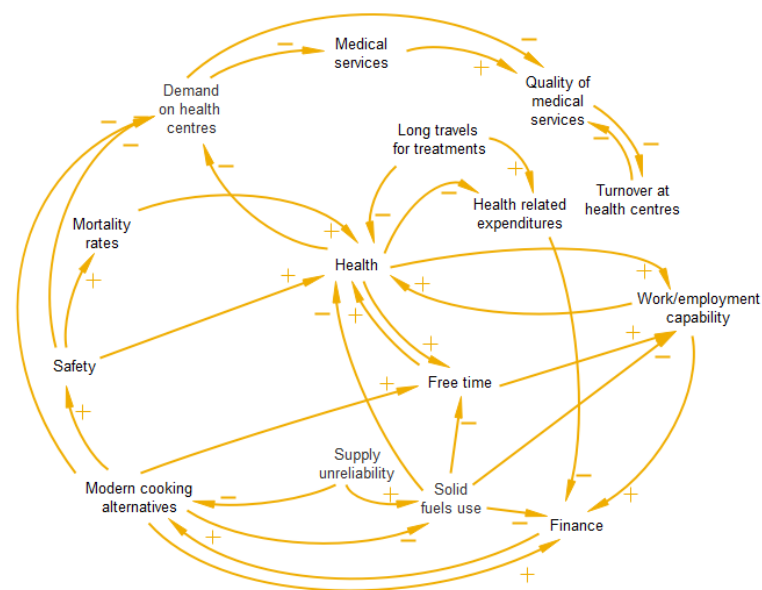 Medical
services
Demand
on health
centres
Quality of
medical
services
Long travels
for treatments
Turnover at
health centres
Health related
expenditures
Mortality
rates
Health
Work/employment
capability
Safety
Free time
Supply
unreliability
Modern cooking
alternatives
Solid
fuels use
Finance